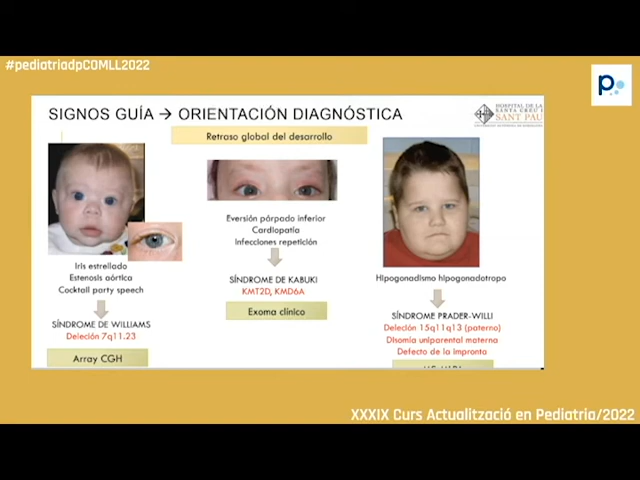 #pediatriadpCOMLL2022
p.
SIGNOS GUÍA → ORIENTACIÓN DIAGNÓSTICA
HOSPITAL DE LA
SANTA CREU I
SANT PAU
Retraso global del desarrollo
Iris estrellado
Estenosis aórtica
Cocktail party speech
SÍNDROME DE WILLIAMS
Deleción 7q11.23
Array CGH
Eversión párpado inferior
Cardiopatía
Infecciones repetición
SÍNDROME DE KABUKI
KMT2D, KMD6A
Exoma clínico
Hipogonadismo hipogonadotropo
SÍNDROME PRADER-WILLI
Deleción 15q11q13 (paterno)
Disomia uniparental materna
Defecto de la impronta
XXXIX Curs Actualització en Pediatria/2022